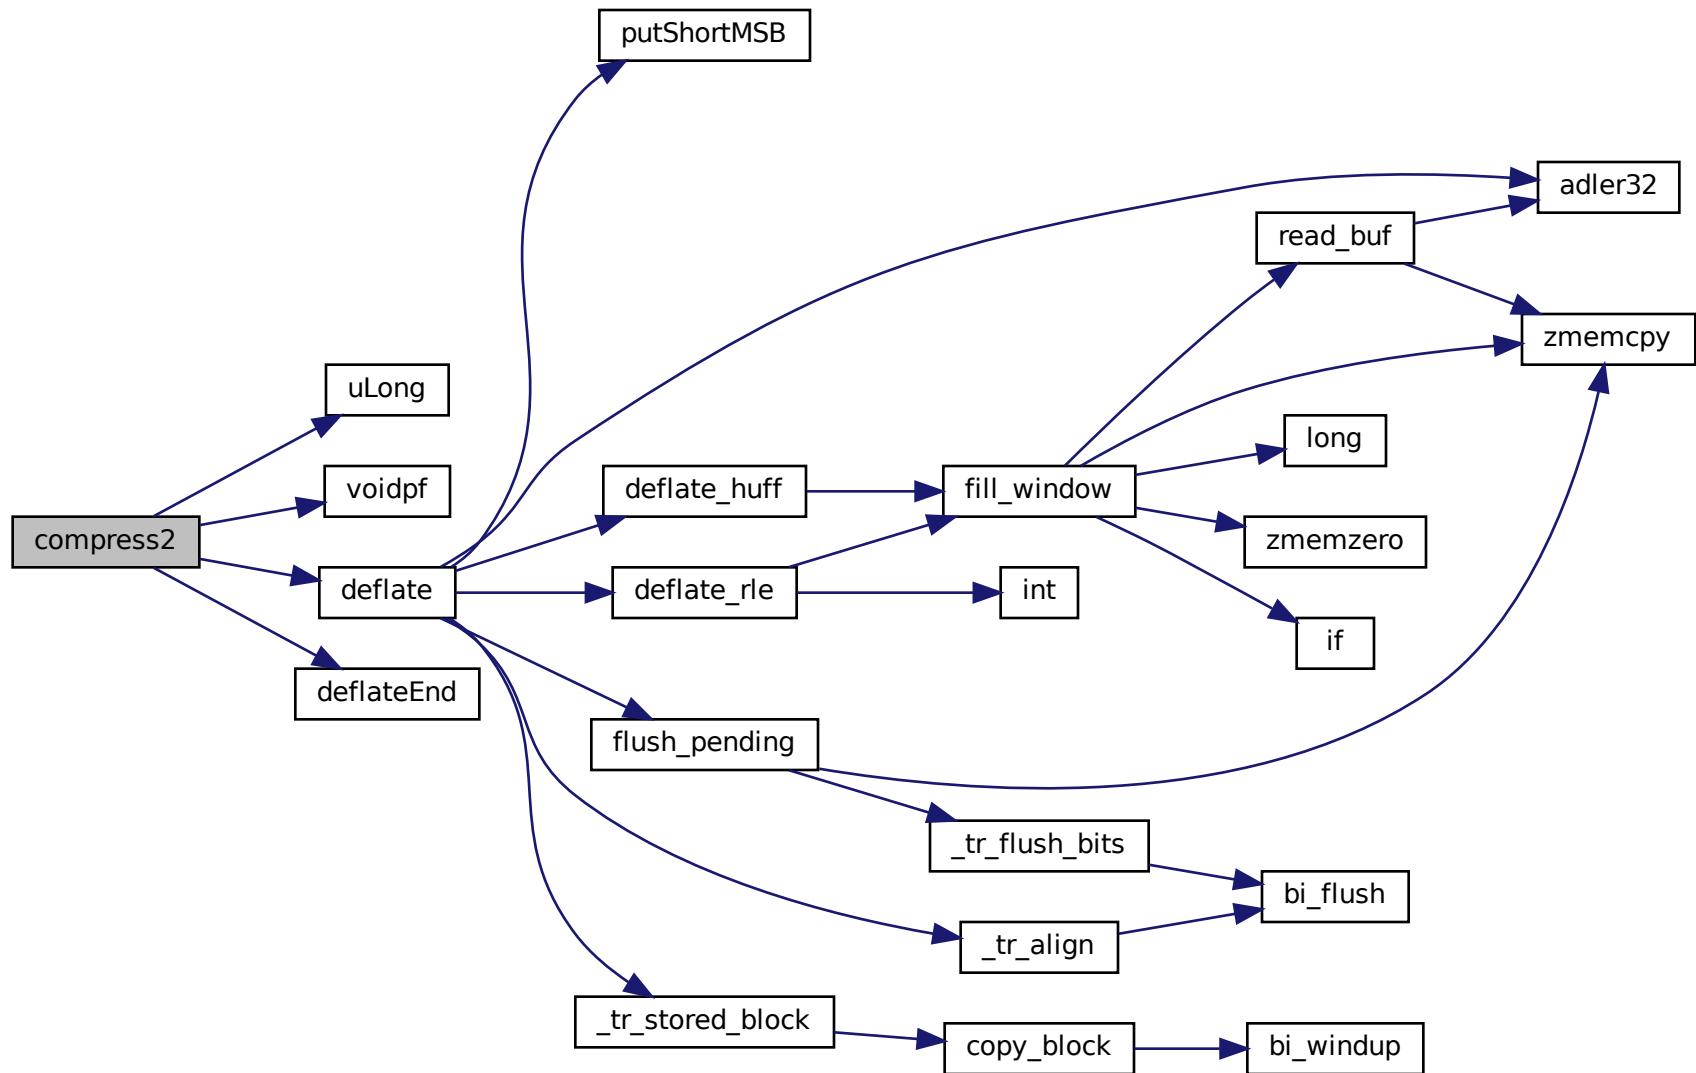 putShortMSB
adler32
read_buf
zmemcpy
uLong
long
voidpf
deflate_huff
fill_window
compress2
zmemzero
deflate
deflate_rle
int
if
deflateEnd
flush_pending
_tr_flush_bits
bi_flush
_tr_align
_tr_stored_block
copy_block
bi_windup